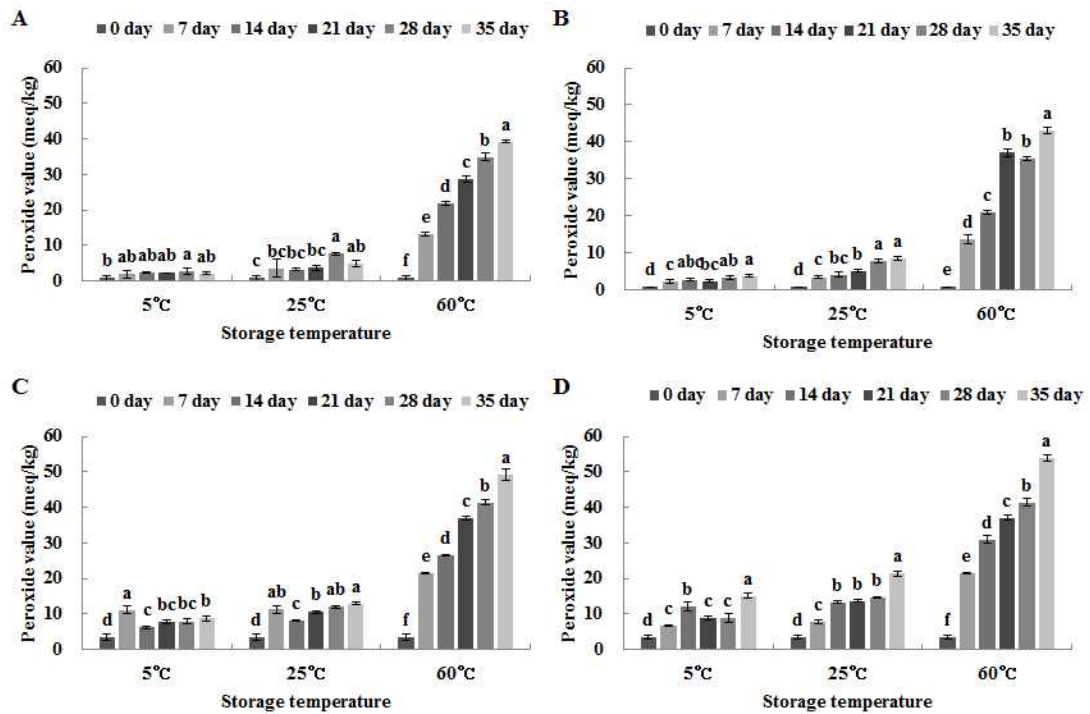 A
■ 0 day ■ 7 day ■ 14 day ■ 21 day ■ 28 day ■ 35 day
Peroxide value (meq/kg)
60
50
40
30
20
10
0
b ab ab ab a ab
c bc bc bc a ab
f e d c b a
5℃ 25℃ 60℃
Storage temperature
B
■ 0 day ■ 7 day ■ 14 day ■ 21 day ■ 28 day ■ 35 day
Peroxide value (meq/kg)
60
50
40
30
20
10
0
d c abc bc ab a
d c bc b a a
e d c b b a
5℃ 25℃ 60℃
Storage temperature
C
■ 0 day ■ 7 day ■ 14 day ■ 21 day ■ 28 day ■ 35 day
Peroxide value (meq/kg)
60
50
40
30
20
10
0
d a c bc bc b
d ab c b ab a
f e d c b a
5℃ 25℃ 60℃
Storage temperature
D
■ 0 day ■ 7 day ■ 14 day ■ 21 day ■ 28 day ■ 35 day
Peroxide value (meq/kg)
60
50
40
30
20
10
0
d c b c c a
d c b b b a
f e d c b a
5℃ 25℃ 60℃
Storage temperature